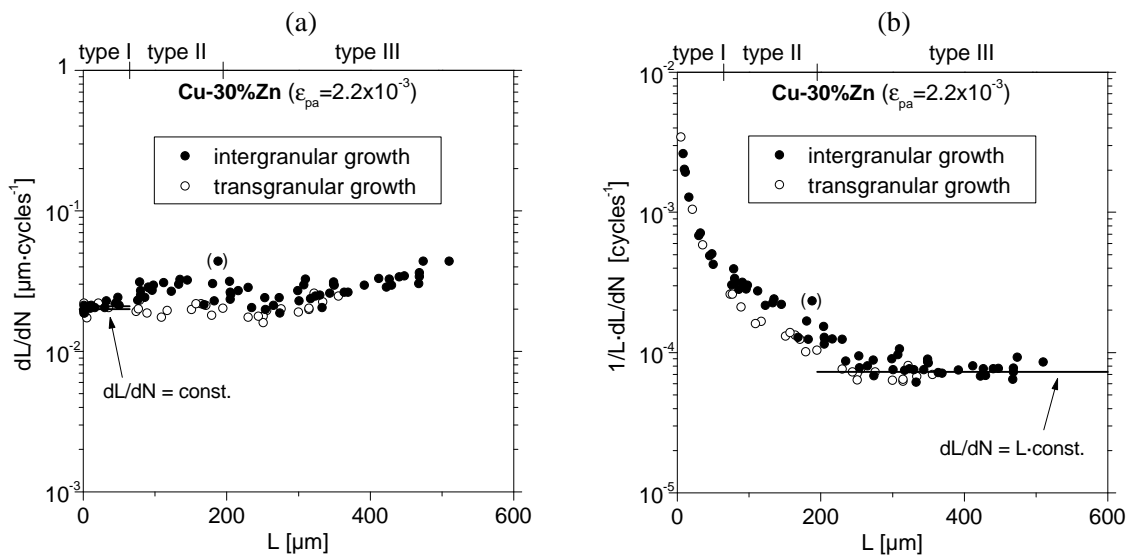 (a)
type I type II type III
1
Cu-30%Zn (εpa=2.2x10-3)
intergranular growth
transgranular growth
10-1
( )
dL/dN [µm·cycles-1]
10-2
dL/dN = const.
10-3
0 200 400 600
L [µm]
(b)
type I type II type III
10-2
Cu-30%Zn (εpa=2.2x10-3)
intergranular growth
transgranular growth
10-3
1/L·dL/dN [cycles-1]
( )
10-4
dL/dN = L·const.
10-5
0 200 400 600
L [µm]